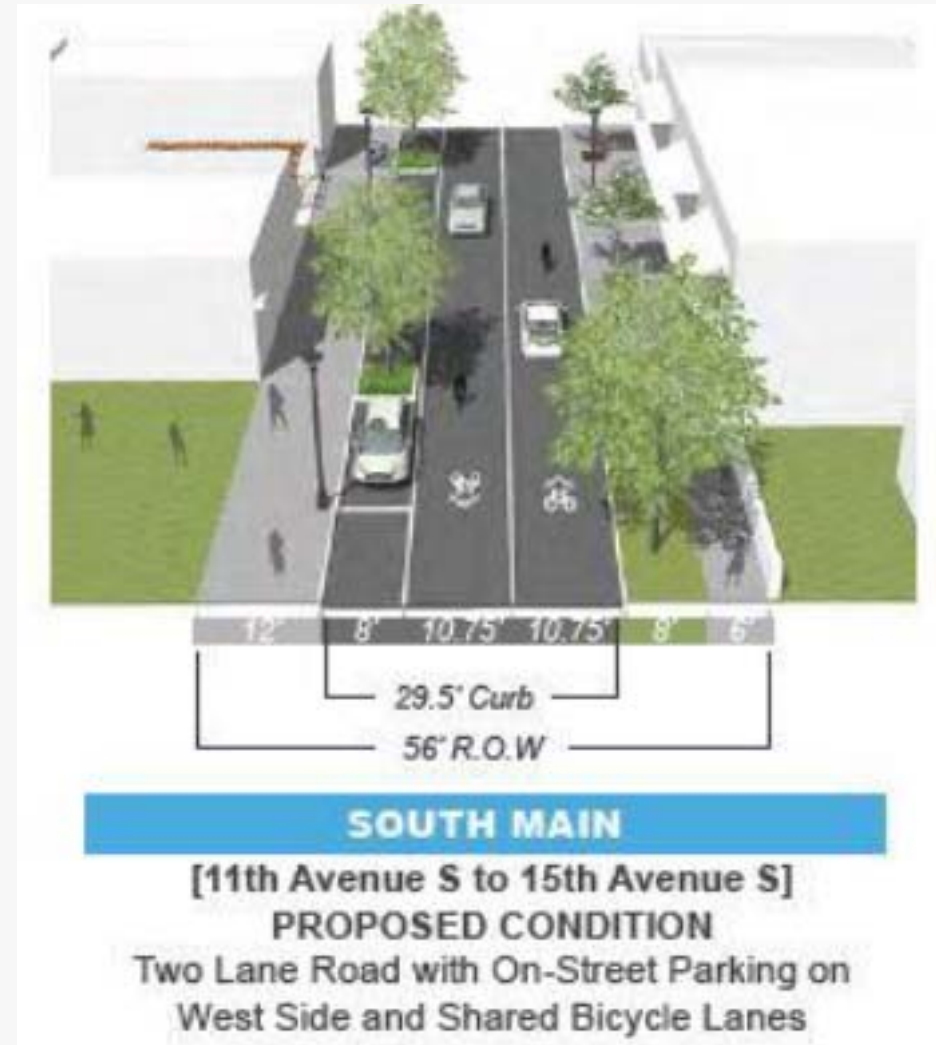 12' 8' 10.75' 10.75' 8' 6'
29.5' Curb
56' R.O.W
SOUTH MAIN
[11th Avenue S to 15th Avenue S]
PROPOSED CONDITION
Two Lane Road with On-Street Parking on
West Side and Shared Bicycle Lanes